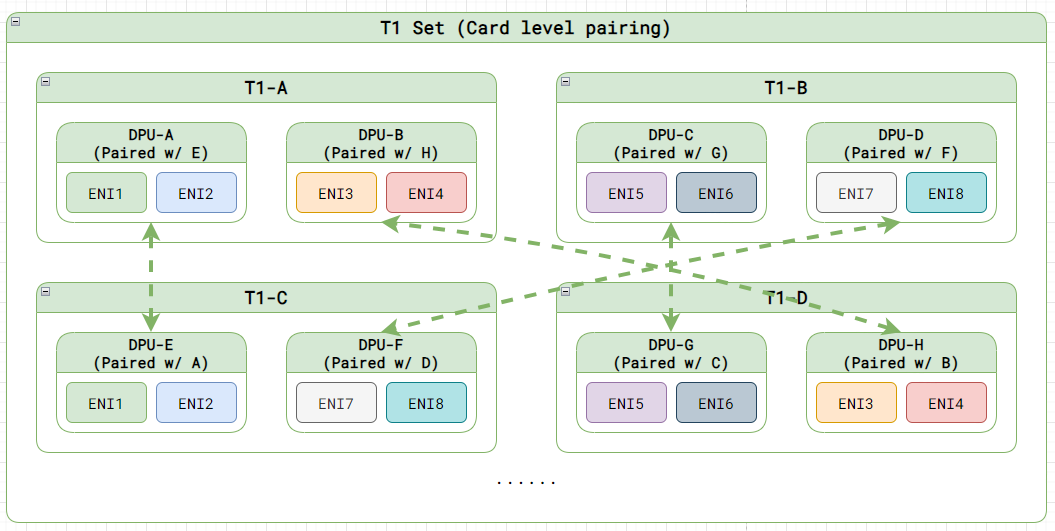 T1 Set (Card level pairing)
T1-A
DPU-A
(Paired w/ E)
ENI1
ENI2
DPU-B
(Paired w/ H)
ENI3
ENI4
T1-B
DPU-C
(Paired w/ G)
ENI5
ENI6
DPU-D
(Paired w/ F)
ENI7
ENI8
T1-C
DPU-E
(Paired w/ A)
ENI1
ENI2
DPU-F
(Paired w/ D)
ENI7
ENI8
T1-D
DPU-G
(Paired w/ C)
ENI5
ENI6
DPU-H
(Paired w/ B)
ENI3
ENI4
......